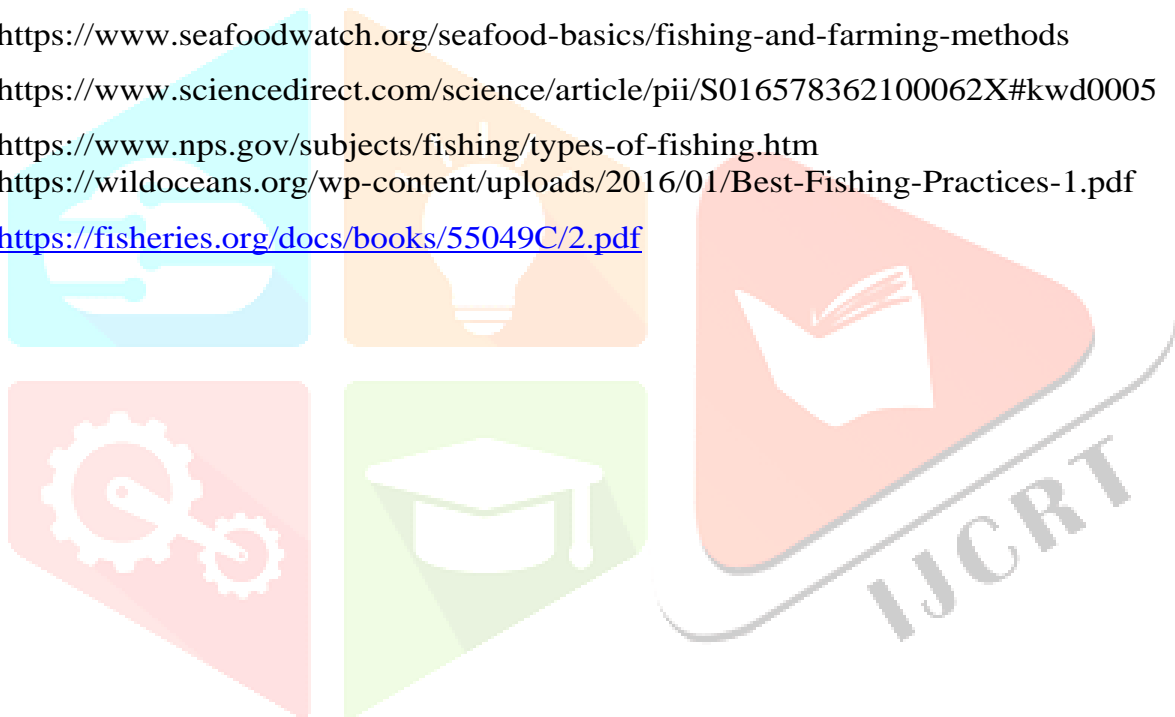 https://www.seafoodwatch.org/seafood-basics/fishing-and-farming-methods
https://www.sciencedirect.com/science/article/pii/S016578362100062X#kwd0005
https://www.nps.gov/subjects/fishing/types-of-fishing.htm
https://wildoceans.org/wp-content/uploads/2016/01/Best-Fishing-Practices-1.pdf
https://fisheries.org/docs/books/55049C/2.pdf
IJCRT